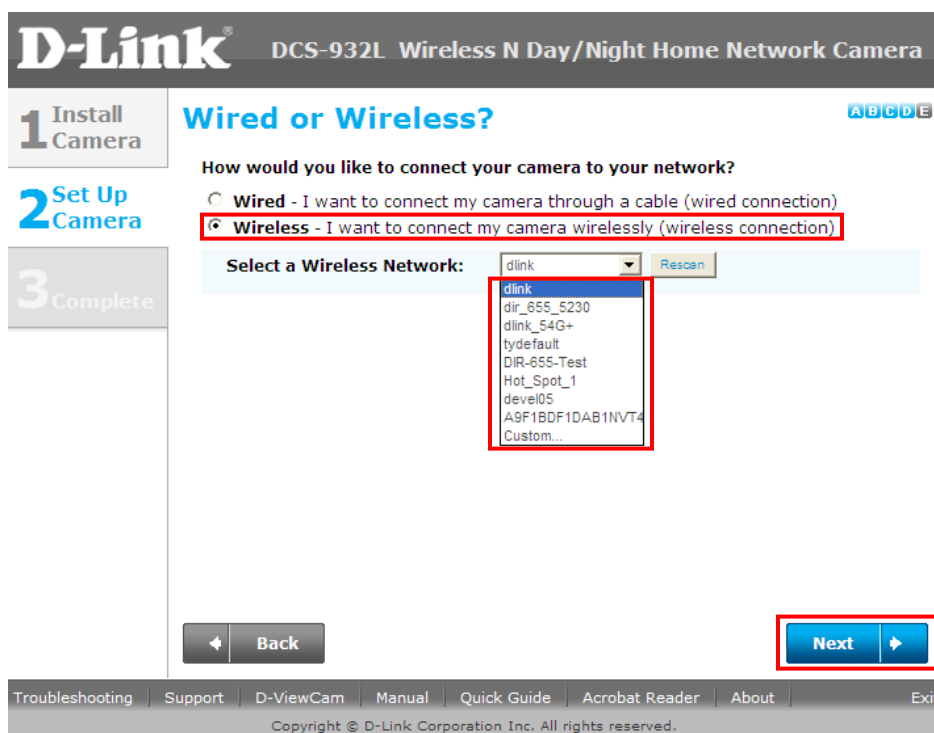 D-Link®
DCS-932L Wireless N Day/Night Home Network Camera
1 Install Camera
2 Set Up Camera
3 Complete
Wired or Wireless?
A B C D E
How would you like to connect your camera to your network?
Wired - I want to connect my camera through a cable (wired connection)
Wireless - I want to connect my camera wirelessly (wireless connection)
Select a Wireless Network: dlink Rescan
dlink
dir_655_5230
dlink_54G+
tydefault
DIR-655-Test
Hot_Spot_1
devel05
A9F1BDF1DAB1NVT4
Custom...
Back
Next
Troubleshooting Support D-ViewCam Manual Quick Guide Acrobat Reader About Exi
Copyright © D-Link Corporation Inc. All rights reserved.